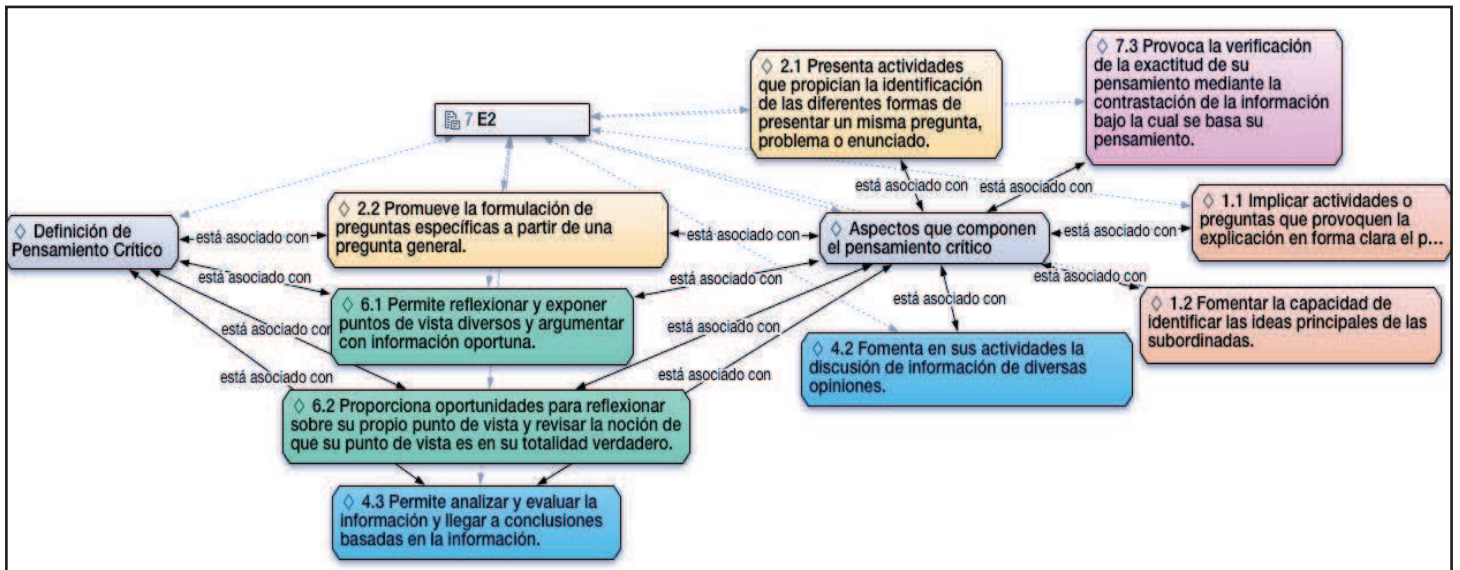 7 E2
◇ 2.1 Presenta actividades
que propician la identificación
de las diferentes formas de
presentar un misma pregunta,
problema o enunciado.
◇ 7.3 Provoca la verificación
de la exactitud de su
pensamiento mediante la
contrastación de la información
bajo la cual se basa su
pensamiento.
está asociado con
está asociado con
◇ Definición de
Pensamiento Crítico
está asociado con
◇ 2.2 Promueve la formulación de
preguntas específicas a partir de una
pregunta general.
está asociado con
◇ Aspectos que componen
el pensamiento crítico
está asociado con
◇ 1.1 Implicar actividades o
preguntas que provoquen la
explicación en forma clara el p...
está asociado con
está asociado con
está asociado con
está asociado con
◇ 1.2 Fomentar la capacidad de
identificar las ideas principales de las
subordinadas.
◇ 6.1 Permite reflexionar y exponer
puntos de vista diversos y argumentar
con información oportuna.
está asociado con
está asociado con
◇ 4.2 Fomenta en sus actividades la
discusión de información de diversas
opiniones.
está asociado con
está asociado con
◇ 6.2 Proporciona oportunidades para reflexionar
sobre su propio punto de vista y revisar la noción de
que su punto de vista es en su totalidad verdadero.
◇ 4.3 Permite analizar y evaluar la
información y llegar a conclusiones
basadas en la información.